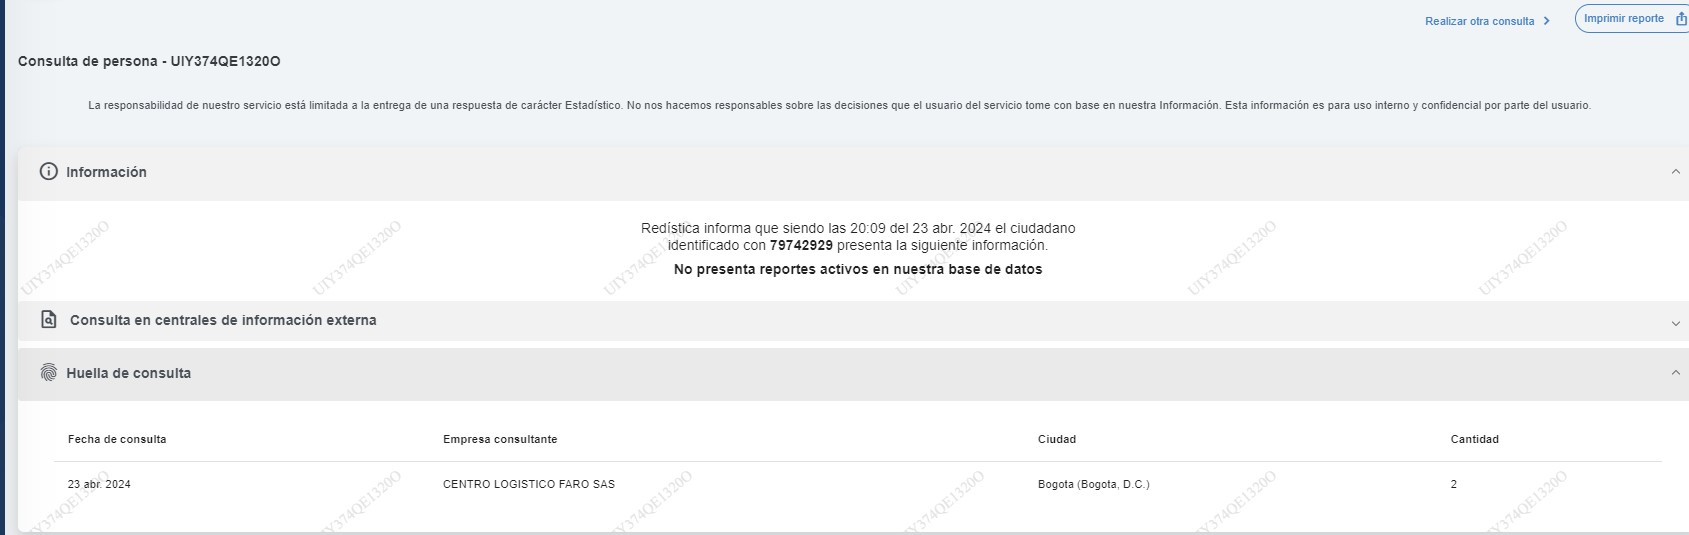 Realizar otra consulta
Imprimir reporte
Consulta de persona - UIY374QE1320O
La responsabilidad de nuestro servicio está limitada a la entrega de una respuesta de carácter Estadístico. No nos hacemos responsables sobre las decisiones que el usuario del servicio tome con base en nuestra Información. Esta información es para uso interno y confidencial por parte del usuario.
Información
Redística informa que siendo las 20:09 del 23 abr. 2024 el ciudadano
identificado con 79742929 presenta la siguiente información.
No presenta reportes activos en nuestra base de datos
UIY374QE1320O UIY374QE1320O UIY374QE1320O UIY374QE1320O UIY374QE1320O UIY374QE1320O
Consulta en centrales de información externa
Huella de consulta
Fecha de consulta Empresa consultante Ciudad Cantidad
23 abr. 2024 CENTRO LOGISTICO FARO SAS Bogota (Bogota, D.C.) 2
UIY374QE1320O UIY374QE1320O UIY374QE1320O UIY374QE1320O UIY374QE1320O UIY374QE1320O